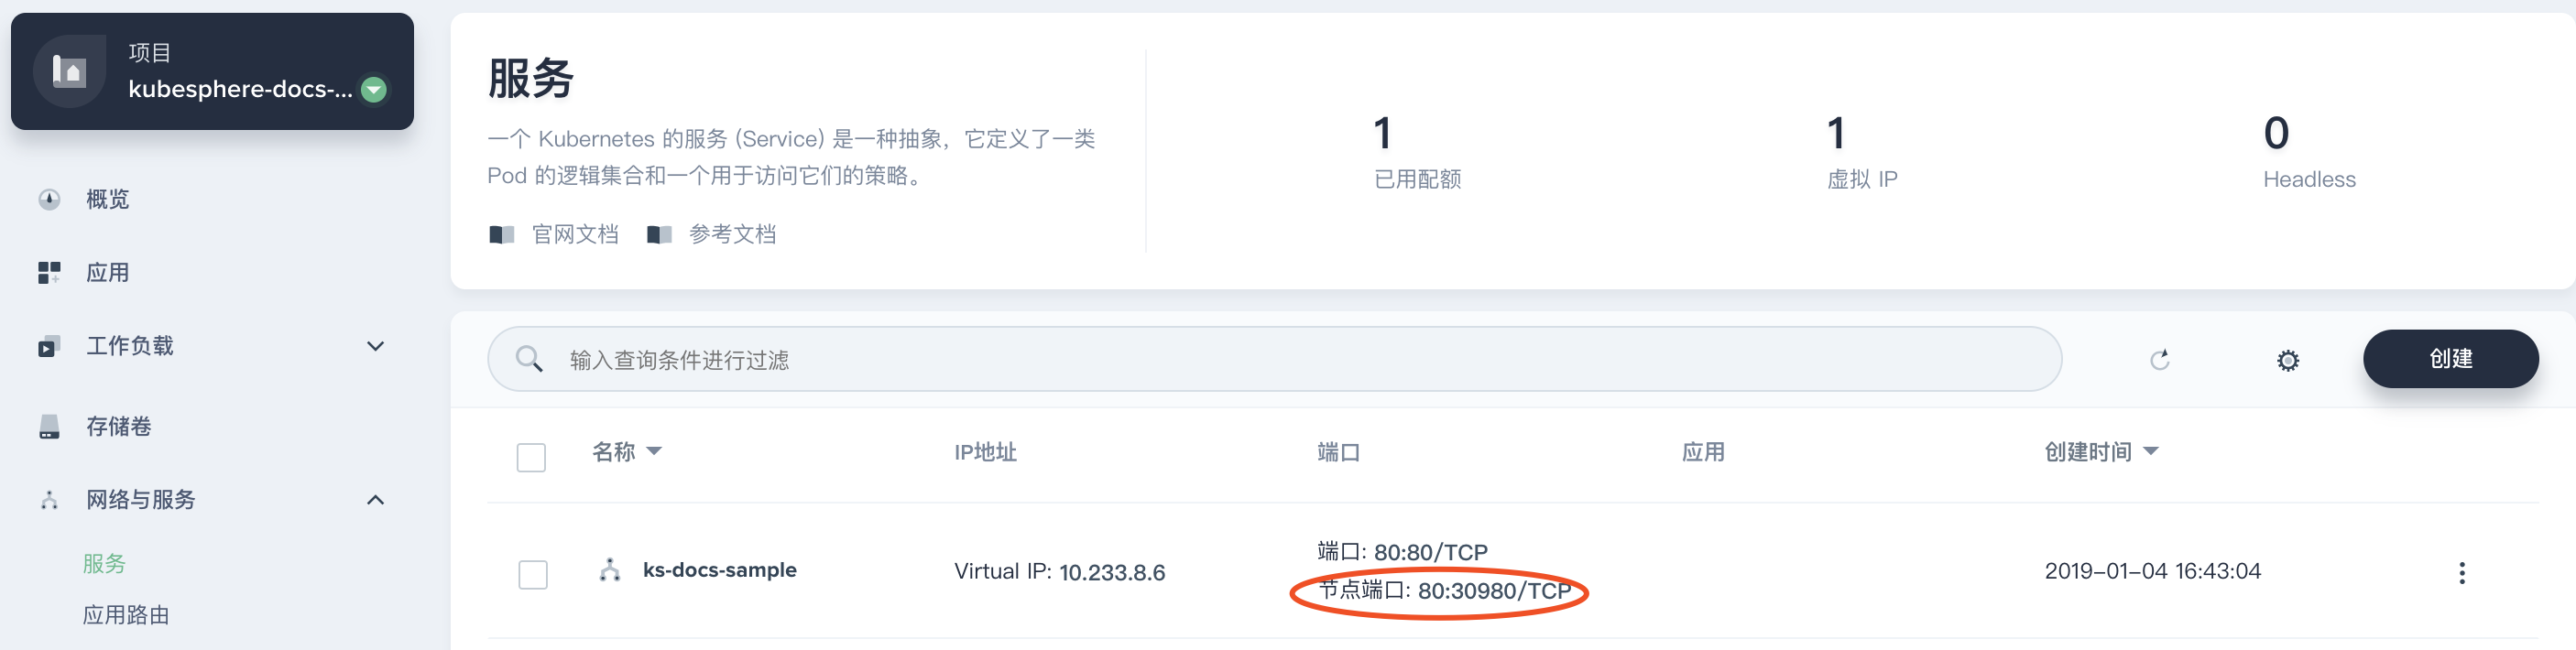 项目
kubesphere-docs-...
概览
应用
工作负载
存储卷
网络与服务
服务
应用路由
服务
一个 Kubernetes 的服务 (Service) 是一种抽象，它定义了一类
Pod 的逻辑集合和一个用于访问它们的策略。
官网文档 参考文档
1
已用配额
1
虚拟 IP
0
Headless
输入查询条件进行过滤
创建
名称 IP地址 端口 应用 创建时间
ks-docs-sample
Virtual IP: 10.233.8.6
端口: 80:80/TCP
节点端口: 80:30980/TCP
2019-01-04 16:43:04